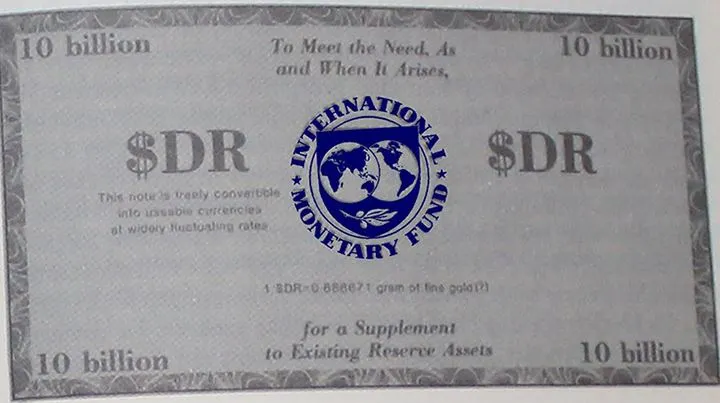 10 billion
To Meet the Need, As
and When It Arises,
10 billion
$DR
INTERNATIONAL
MONETARY FUND
$DR
This note is freely convertible
into useable currencies
at widely fluctuating rates
1 $DR=0.888671 gram of fine gold(?)
for a Supplement
to Existing Reserve Assets
10 billion
10 billion